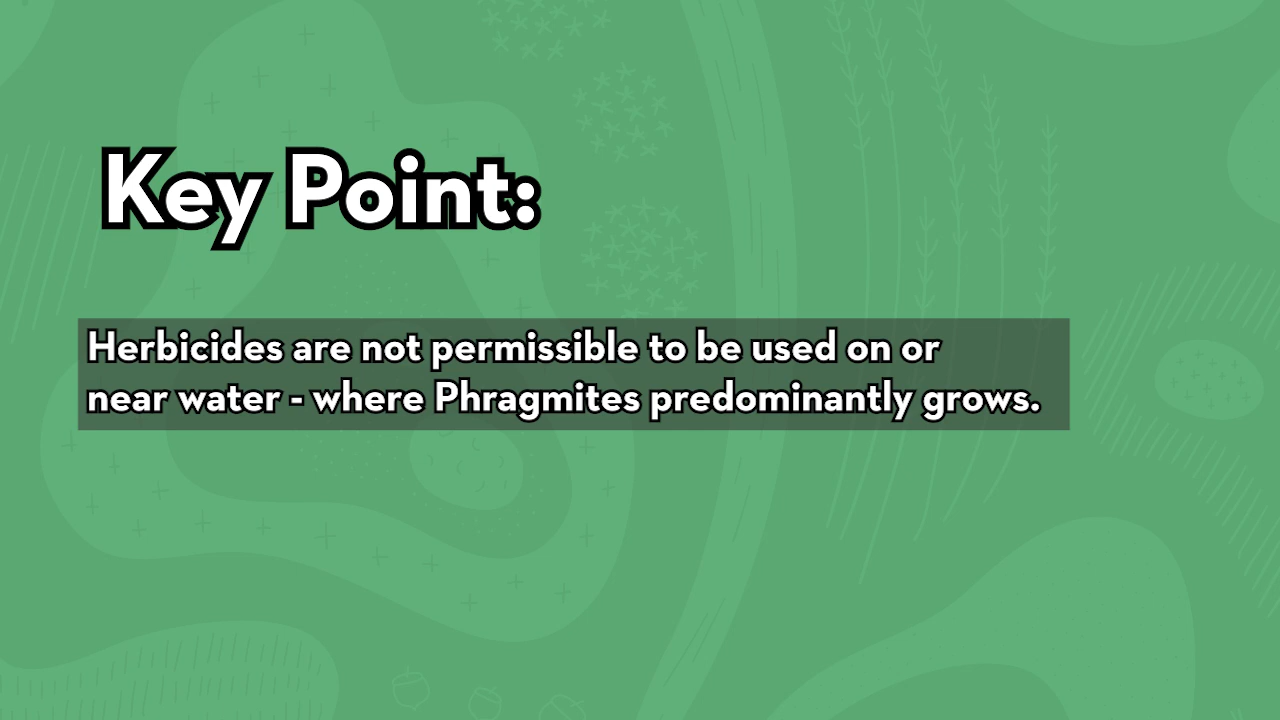 Key Point:
Herbicides are not permissible to be used on or
near water - where Phragmites predominantly grows.